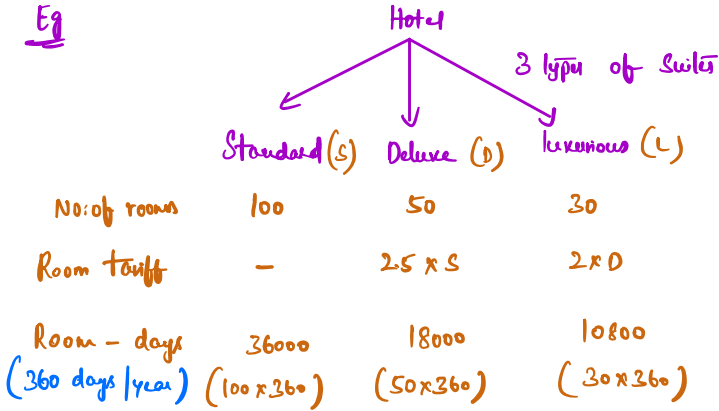 Eg
Hotel
3 types of Suites
Standard (S) Deluxe (D) luxurious (L)
No: of rooms 100 50 30
Room tariff - 2.5 x S 2 x D
Room - days 36000 18000 10800
(360 days/year) (100 x 360) (50 x 360) (30 x 360)